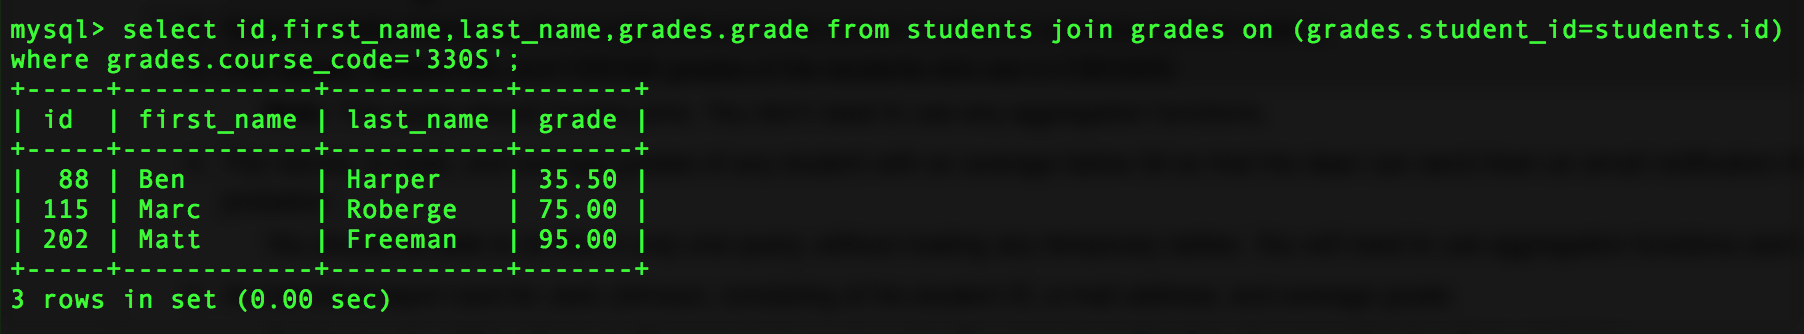 mysql> select id,first_name,last_name,grades.grade from students join grades on (grades.student_id=students.id)
where grades.course_code='330S';
+-----+------------+-----------+-------+
| id  | first_name | last_name | grade |
+-----+------------+-----------+-------+
|  88 | Ben        | Harper    | 35.50 |
| 115 | Marc       | Roberge   | 75.00 |
| 202 | Matt       | Freeman   | 95.00 |
+-----+------------+-----------+-------+
3 rows in set (0.00 sec)